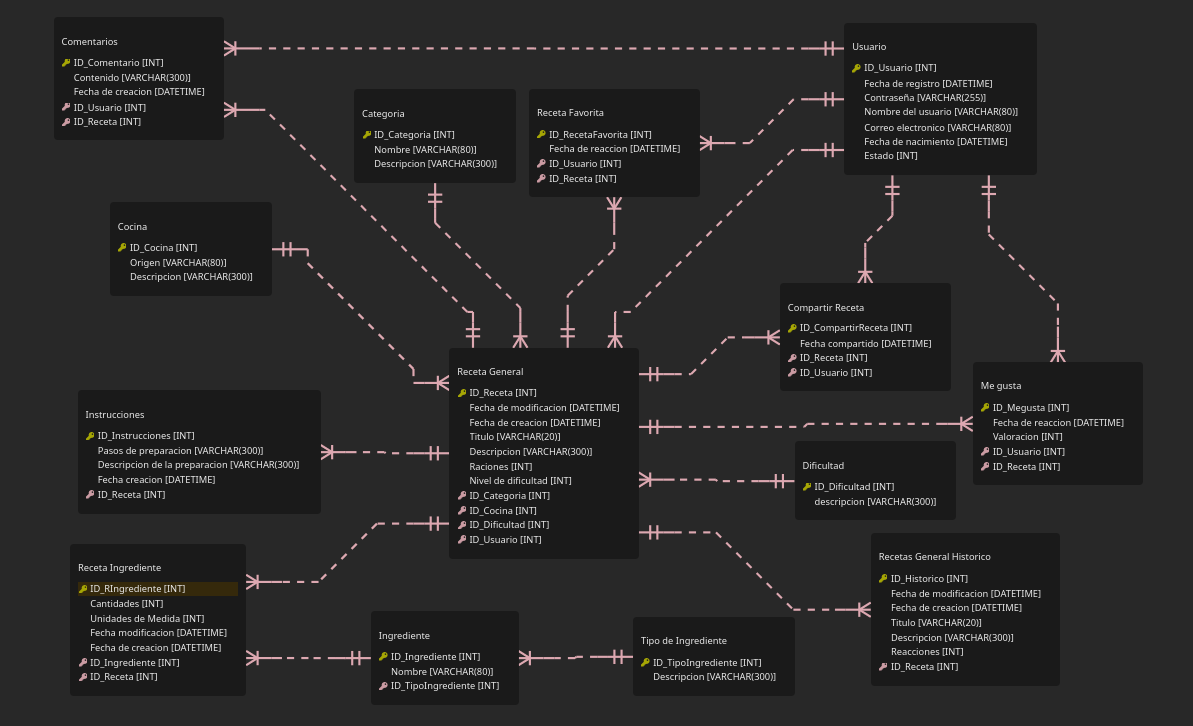 Comentarios
ID_Comentario [INT]
Contenido [VARCHAR(300)]
Fecha de creacion [DATETIME]
ID_Usuario [INT]
ID_Receta [INT]
Categoria
ID_Categoria [INT]
Nombre [VARCHAR(80)]
Descripcion [VARCHAR(300)]
Receta Favorita
ID_RecetaFavorita [INT]
Fecha de reaccion [DATETIME]
ID_Usuario [INT]
ID_Receta [INT]
Usuario
ID_Usuario [INT]
Fecha de registro [DATETIME]
Contraseña [VARCHAR(255)]
Nombre del usuario [VARCHAR(80)]
Correo electronico [VARCHAR(80)]
Fecha de nacimiento [DATETIME]
Estado [INT]
Cocina
ID_Cocina [INT]
Origen [VARCHAR(80)]
Descripcion [VARCHAR(300)]
Compartir Receta
ID_CompartirReceta [INT]
Fecha compartido [DATETIME]
ID_Receta [INT]
ID_Usuario [INT]
Receta General
ID_Receta [INT]
Fecha de modificacion [DATETIME]
Fecha de creacion [DATETIME]
Titulo [VARCHAR(20)]
Descripcion [VARCHAR(300)]
Raciones [INT]
Nivel de dificultad [INT]
ID_Categoria [INT]
ID_Cocina [INT]
ID_Dificultad [INT]
ID_Usuario [INT]
Me gusta
ID_Megusta [INT]
Fecha de reaccion [DATETIME]
Valoracion [INT]
ID_Usuario [INT]
ID_Receta [INT]
Instrucciones
ID_Instrucciones [INT]
Pasos de preparacion [VARCHAR(300)]
Descripcion de la preparacion [VARCHAR(300)]
Fecha creacion [DATETIME]
ID_Receta [INT]
Dificultad
ID_Dificultad [INT]
descripcion [VARCHAR(300)]
Recetas General Historico
ID_Historico [INT]
Fecha de modificacion [DATETIME]
Fecha de creacion [DATETIME]
Titulo [VARCHAR(20)]
Descripcion [VARCHAR(300)]
Reacciones [INT]
ID_Receta [INT]
Receta Ingrediente
ID_RIngrediente [INT]
Cantidades [INT]
Unidades de Medida [INT]
Fecha modificacion [DATETIME]
Fecha de creacion [DATETIME]
ID_Ingrediente [INT]
ID_Receta [INT]
Ingrediente
ID_Ingrediente [INT]
Nombre [VARCHAR(80)]
ID_TipoIngrediente [INT]
Tipo de Ingrediente
ID_TipoIngrediente [INT]
Descripcion [VARCHAR(300)]